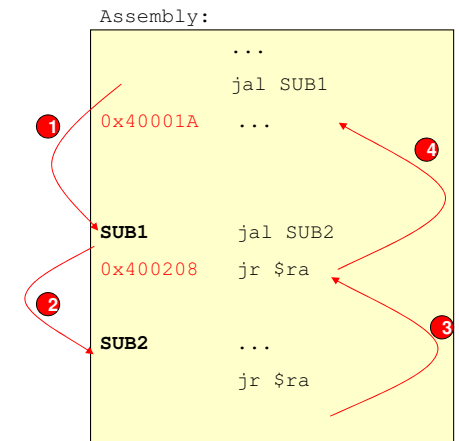 Assembly:
...
jal SUB1
1 0x40001A ...
4
SUB1 jal SUB2
0x400208 jr $ra
2
3
SUB2 ...
jr $ra